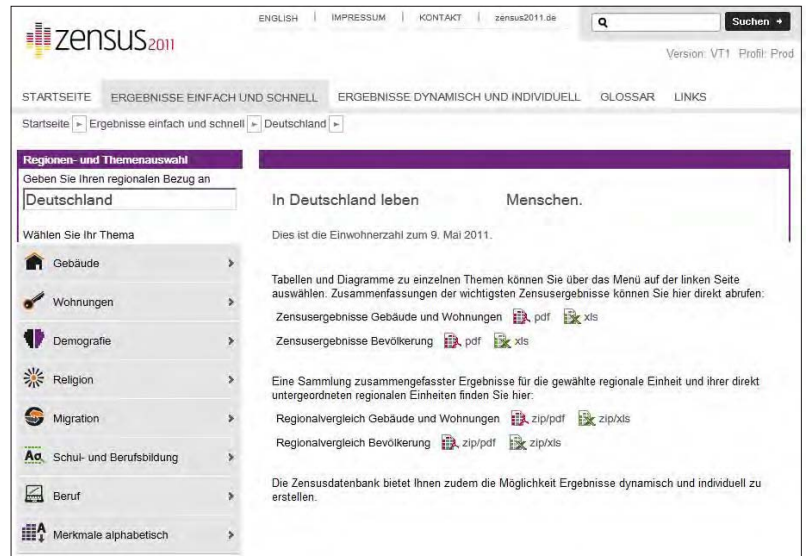 ENGLISH | IMPRESSUM | KONTAKT | zensus2011.de
Suchen
zensus2011
Version: VT1 Profil: Prod
STARTSEITE ERGEBNISSE EINFACH UND SCHNELL ERGEBNISSE DYNAMISCH UND INDIVIDUELL GLOSSAR LINKS
Startseite Ergebnisse einfach und schnell Deutschland
Regionen- und Themenauswahl
Geben Sie Ihren regionalen Bezug an
Deutschland
Wählen Sie Ihr Thema
Gebäude
Wohnungen
Demografie
Religion
Migration
Aa Schul- und Berufsbildung
Beruf
A Merkmale alphabetisch
In Deutschland leben Menschen.
Dies ist die Einwohnerzahl zum 9. Mai 2011.
Tabellen und Diagramme zu einzelnen Themen können Sie über das Menü auf der linken Seite
auswählen. Zusammenfassungen der wichtigsten Zensusergebnisse können Sie hier direkt abrufen:
Zensusergebnisse Gebäude und Wohnungen pdf xls
Zensusergebnisse Bevölkerung pdf xls
Eine Sammlung zusammengefasster Ergebnisse für die gewählte regionale Einheit und ihrer direkt
untergeordneten regionalen Einheiten finden Sie hier:
Regionalvergleich Gebäude und Wohnungen zip/pdf zip/xls
Regionalvergleich Bevölkerung zip/pdf zip/xls
Die Zensusdatenbank bietet Ihnen zudem die Möglichkeit Ergebnisse dynamisch und individuell zu
erstellen.